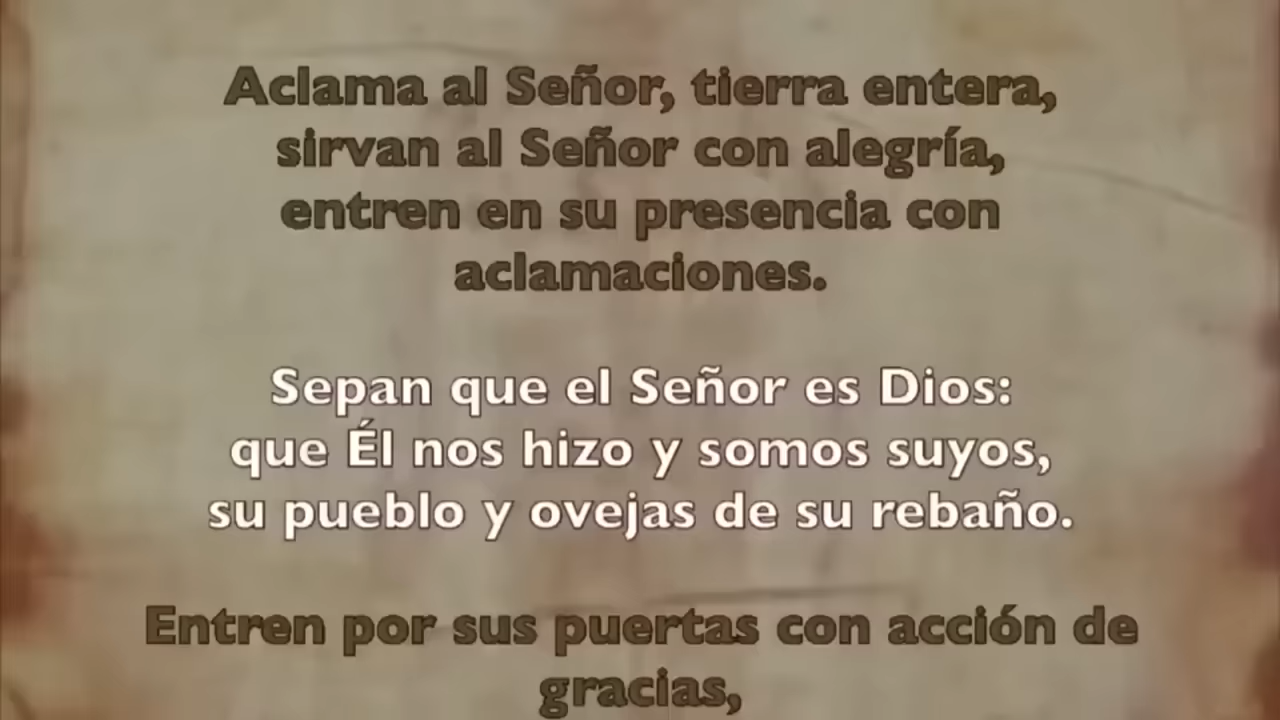 Aclama al Señor, tierra entera,
sirvan al Señor con alegría,
entren en su presencia con
aclamaciones.
Sepan que el Señor es Dios:
que Él nos hizo y somos suyos,
su pueblo y ovejas de su rebaño.
Entren por sus puertas con acción de
gracias,